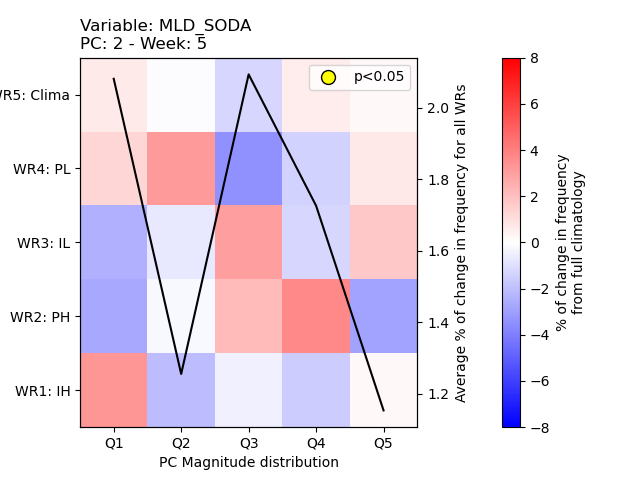 Variable: MLD_SODA
PC: 2 - Week: 5
p<0.05
WR5: Clima
WR4: PL
WR3: IL
WR2: PH
WR1: IH
Q1 Q2 Q3 Q4 Q5
PC Magnitude distribution
2.0
1.8
1.6
1.4
1.2
Average % of change in frequency for all WRs
8
6
4
2
0
−2
−4
−6
−8
% of change in frequency
from full climatology